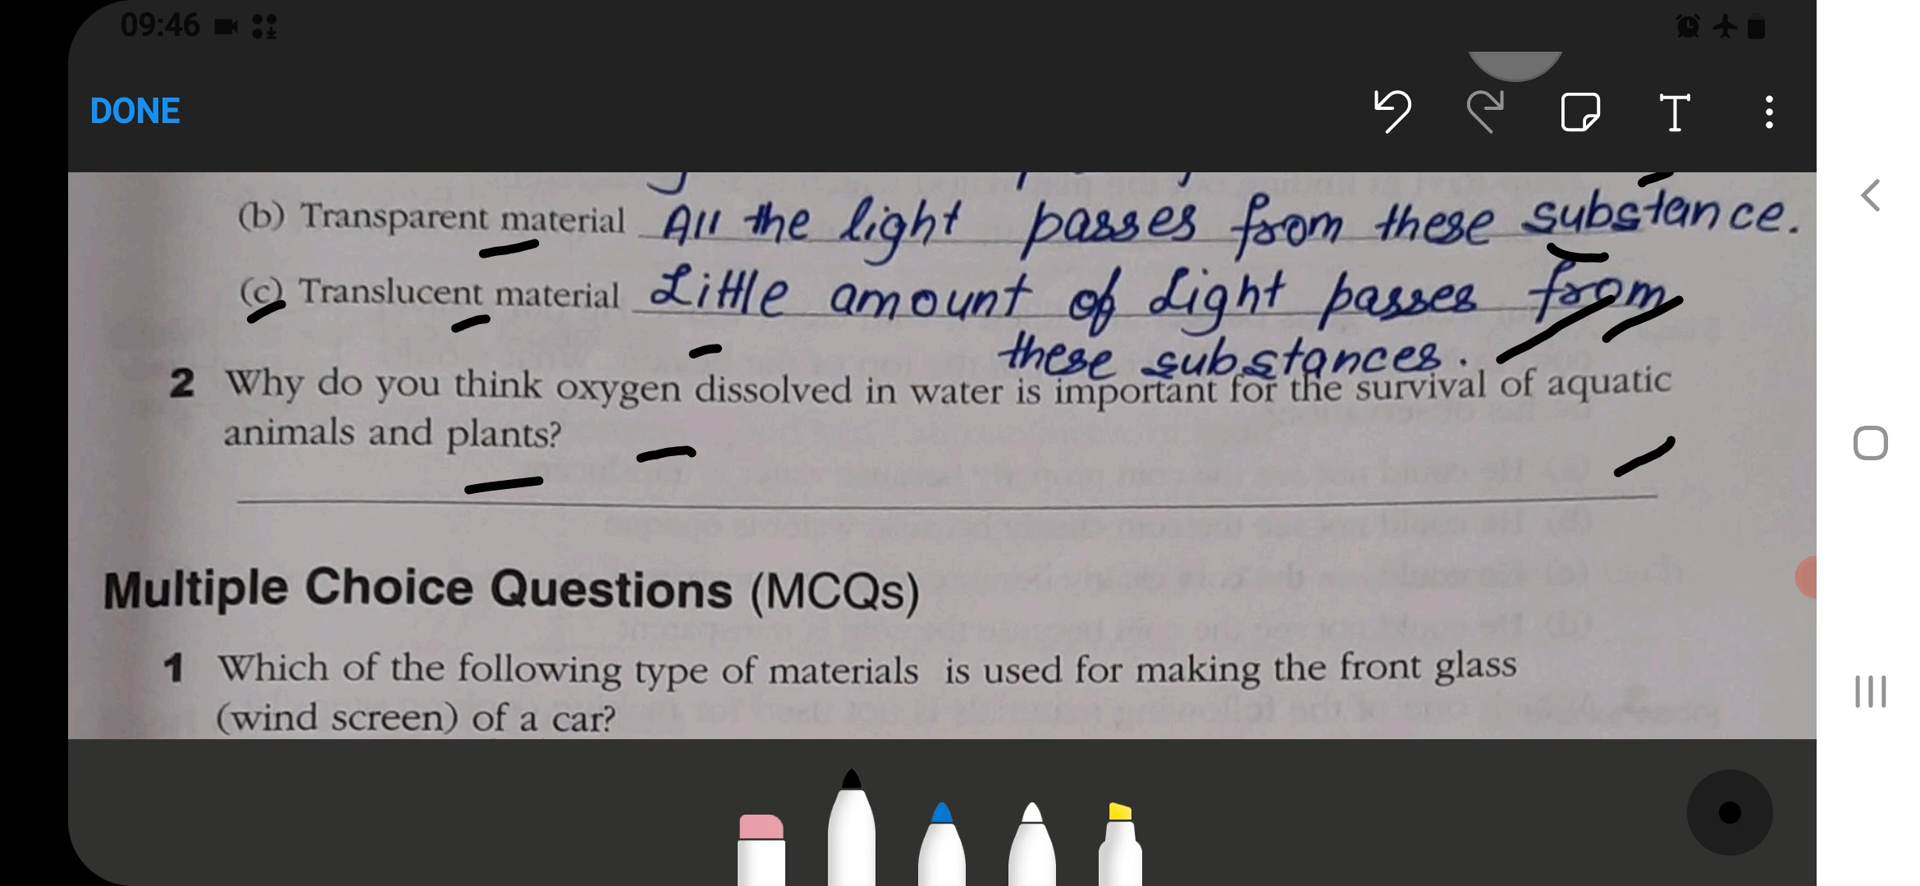 09:46
DONE
T
(b) Transparent material All the light passes from these substance.
(c) Translucent material Little amount of Light passes from
these substances.
2 Why do you think oxygen dissolved in water is important for the survival of aquatic
animals and plants?
Multiple Choice Questions (MCQs)
1 Which of the following type of materials is used for making the front glass
(wind screen) of a car?